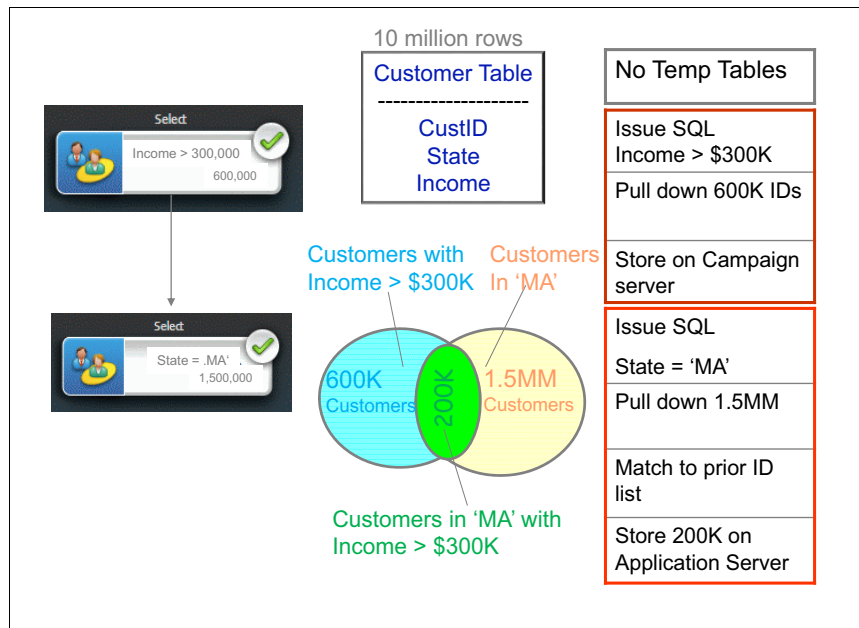 10 million rows
Customer Table
--------------------
CustID
State
Income
Select
Income > 300,000
600,000
Select
State = .MA' .
1,500,000
Customers with
Income > $300K
Customers
In ‘MA’
600K
Customers
200K
1.5MM
Customers
Customers in ‘MA’ with
Income > $300K
No Temp Tables
Issue SQL
Income > $300K
Pull down 600K IDs
Store on Campaign
server
Issue SQL
State = ‘MA’
Pull down 1.5MM
Match to prior ID
list
Store 200K on
Application Server